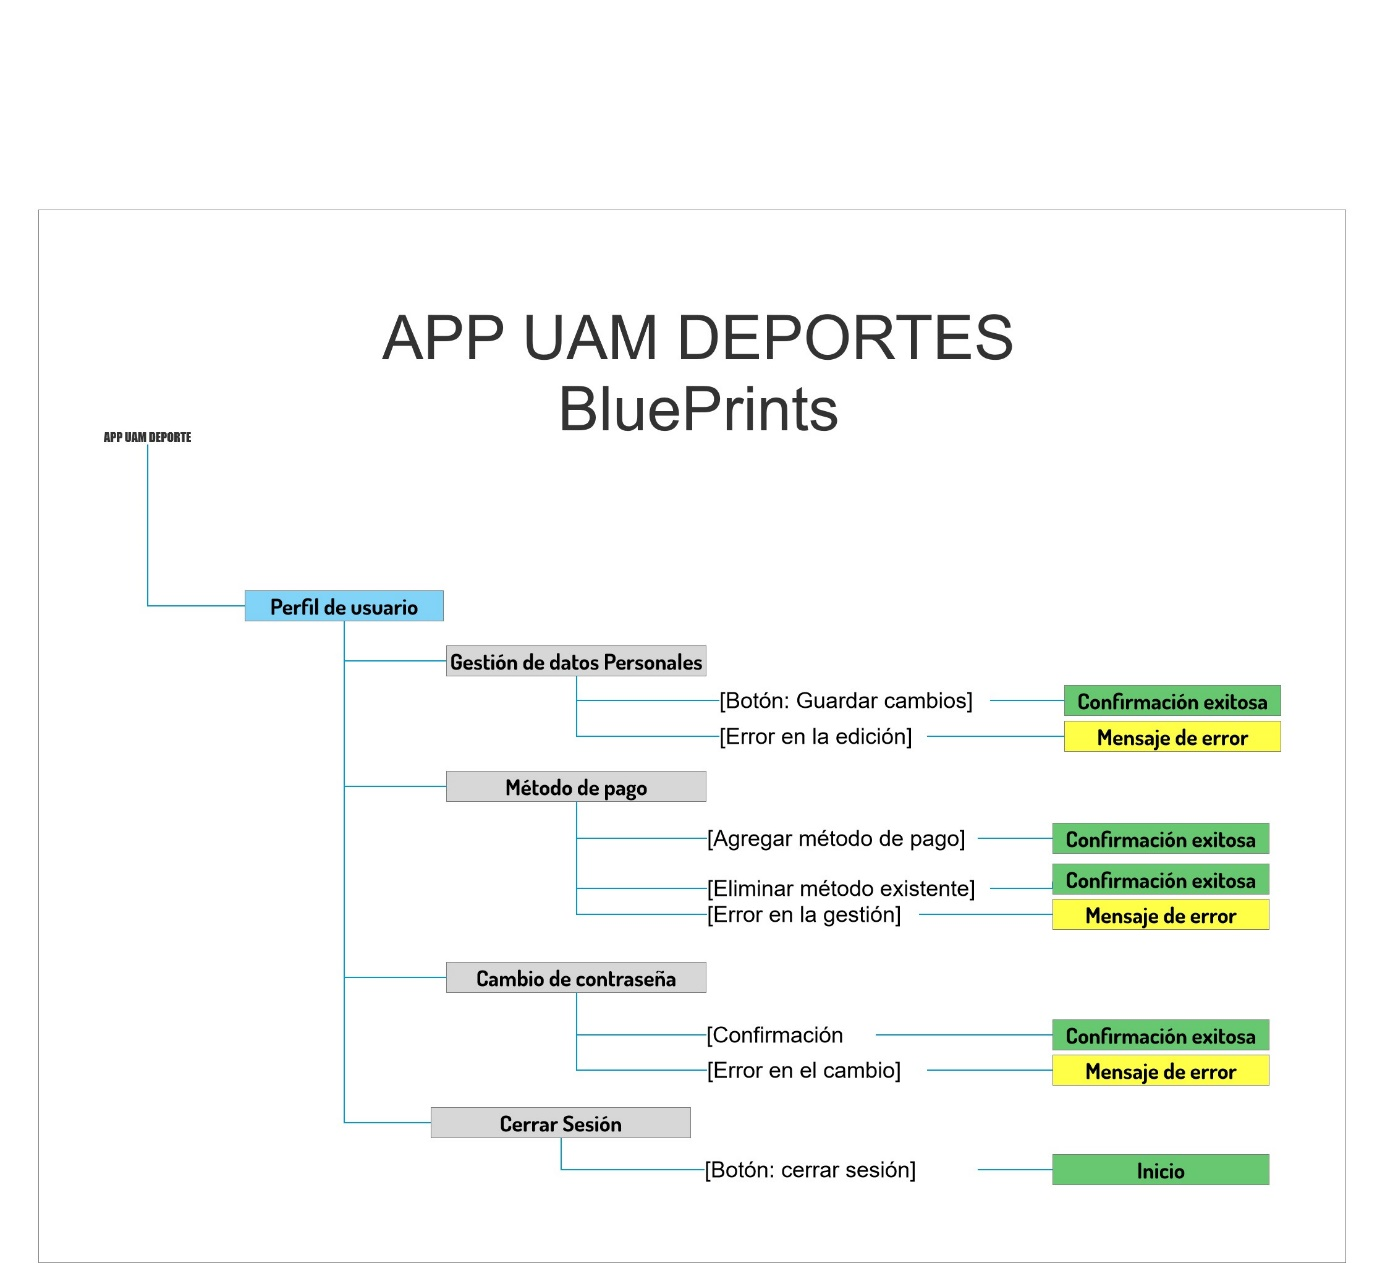 APP UAM DEPORTES
BluePrints
APP UAM DEPORTE
Perfil de usuario
Gestión de datos Personales
[Botón: Guardar cambios]
Confirmación exitosa
[Error en la edición]
Mensaje de error
Método de pago
[Agregar método de pago]
Confirmación exitosa
[Eliminar método existente]
Confirmación exitosa
[Error en la gestión]
Mensaje de error
Cambio de contraseña
[Confirmación
Confirmación exitosa
[Error en el cambio]
Mensaje de error
Cerrar Sesión
[Botón: cerrar sesión]
Inicio